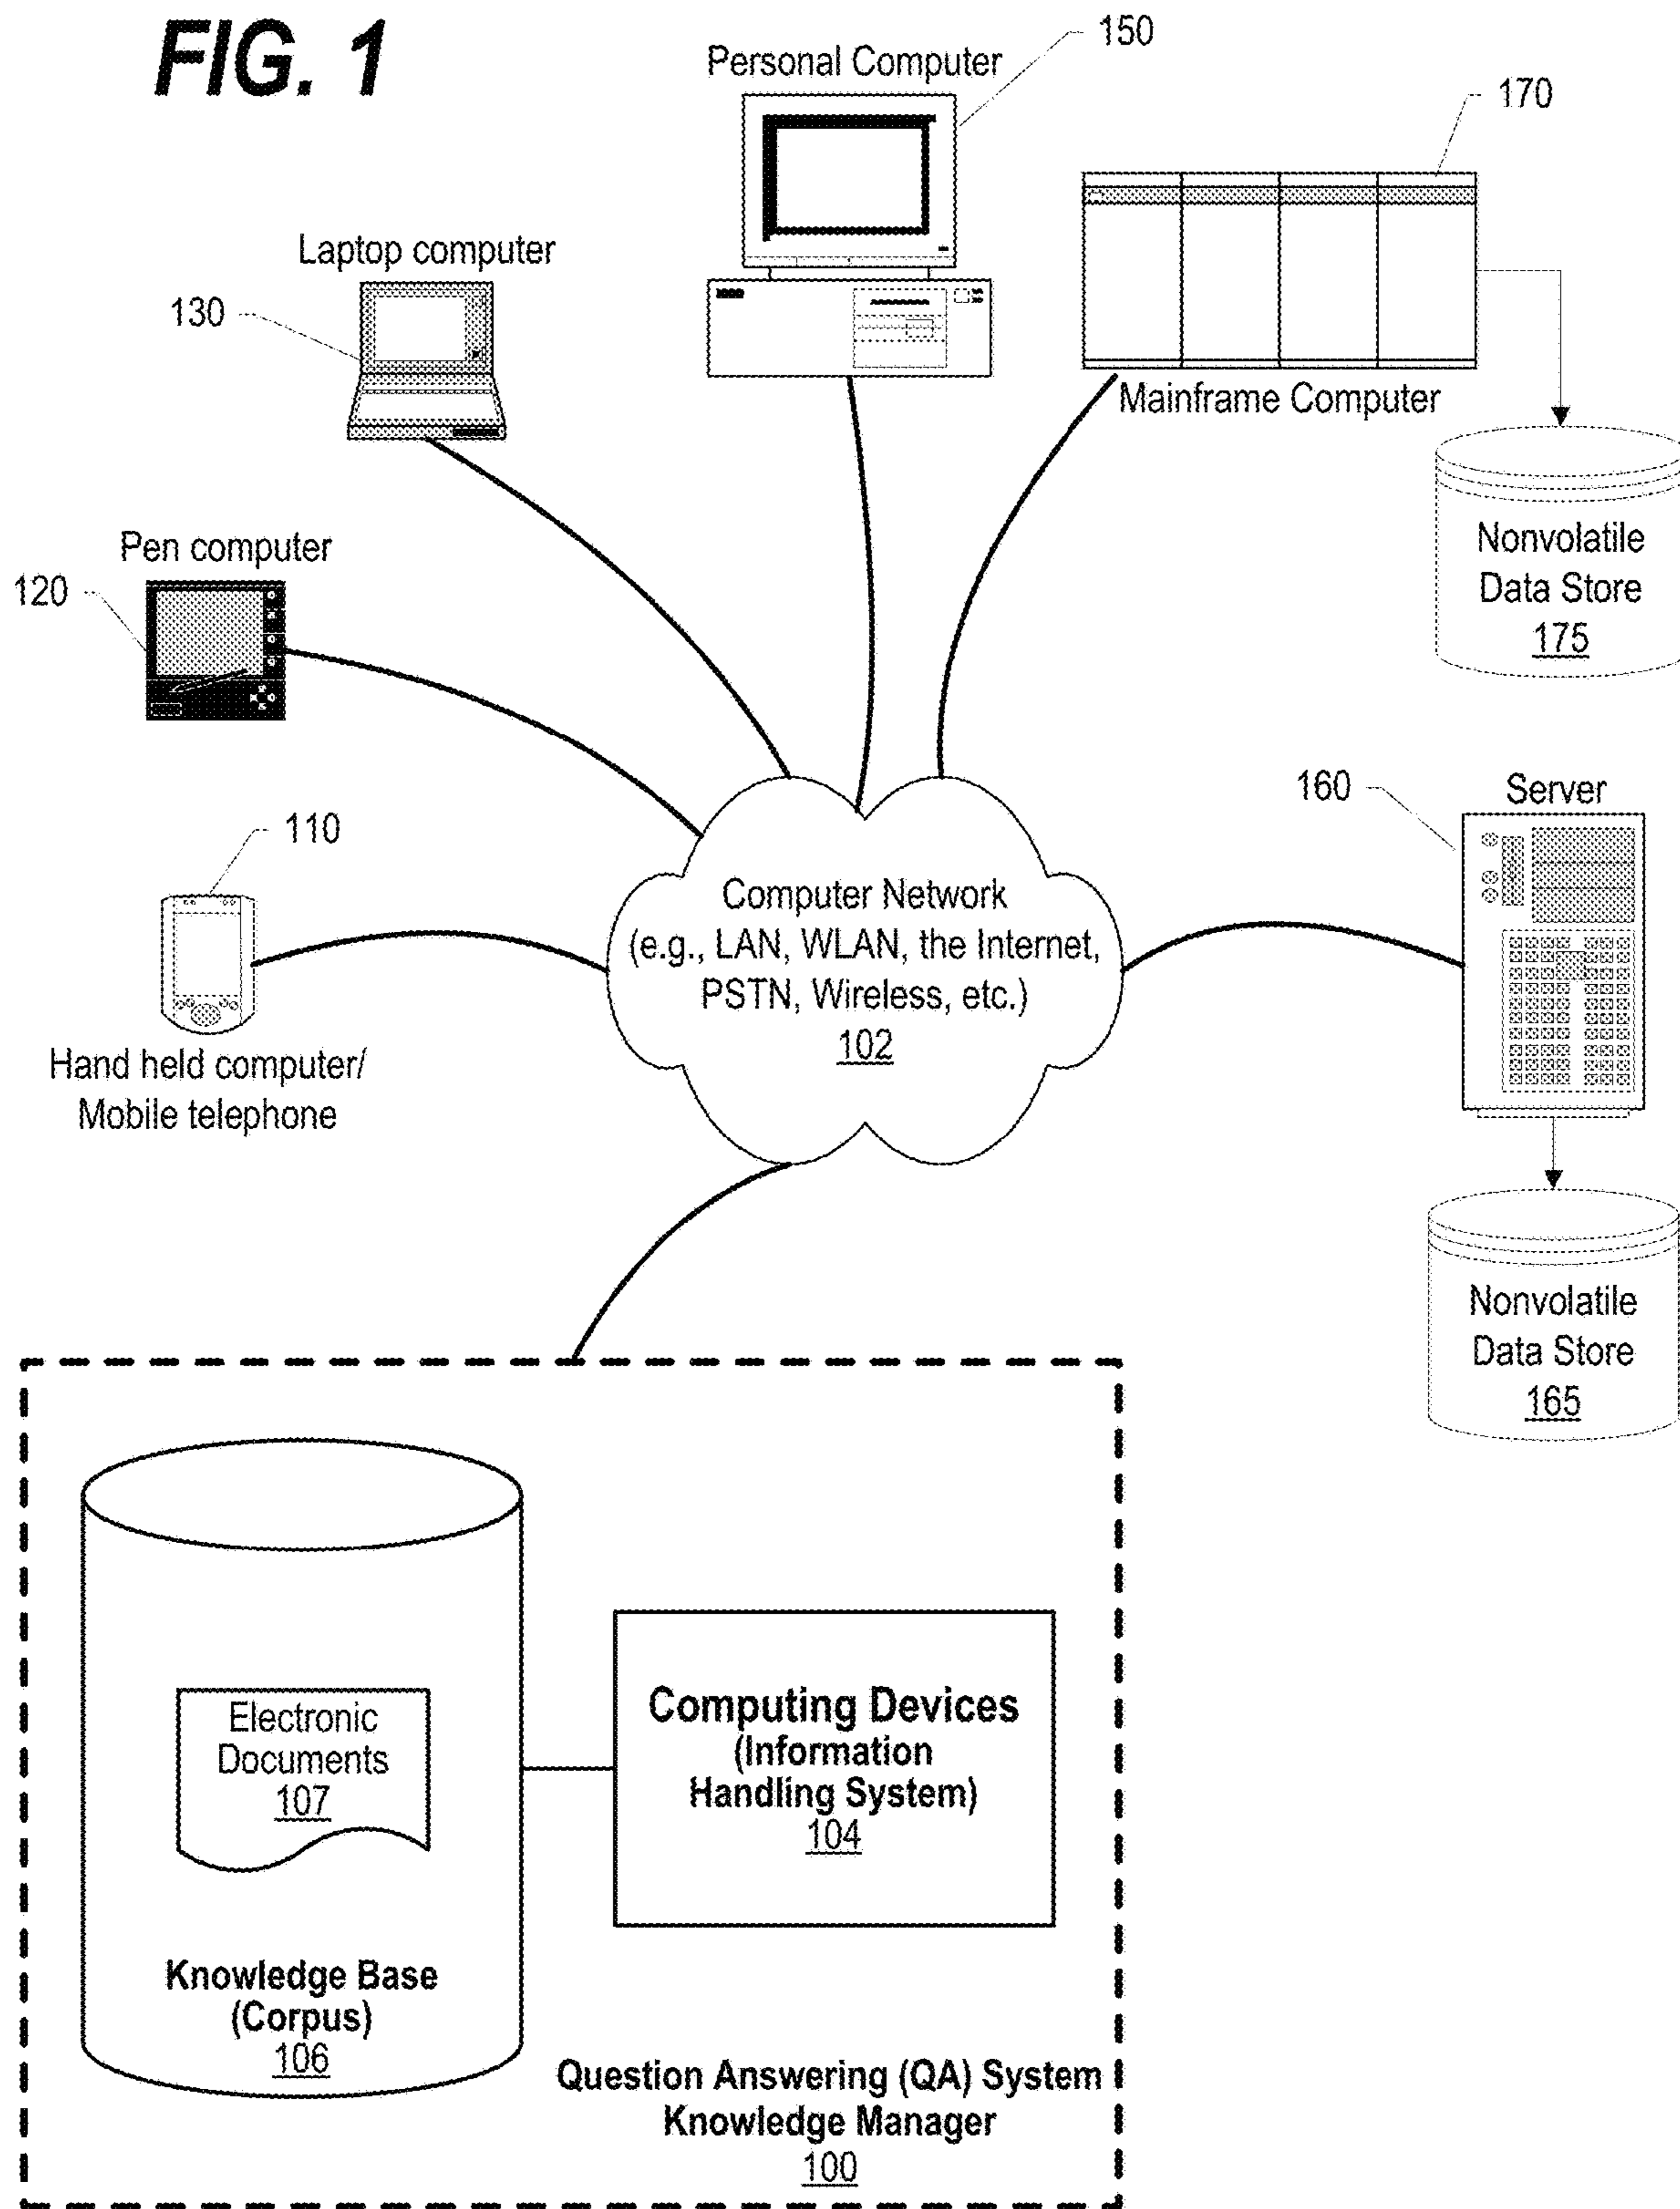 FIG. 1
Personal Computer
150
170
Laptop computer
130
Mainframe Computer
Nonvolatile
Data Store
175
Pen computer
120
160
Server
110
Computer Network
(e.g., LAN, WLAN, the Internet,
PSTN, Wireless, etc.)
102
Hand held computer/
Mobile telephone
Nonvolatile
Data Store
165
Electronic
Documents
107
Computing Devices
(Information
Handling System)
104
Knowledge Base
(Corpus)
106
Question Answering (QA) System
Knowledge Manager
100